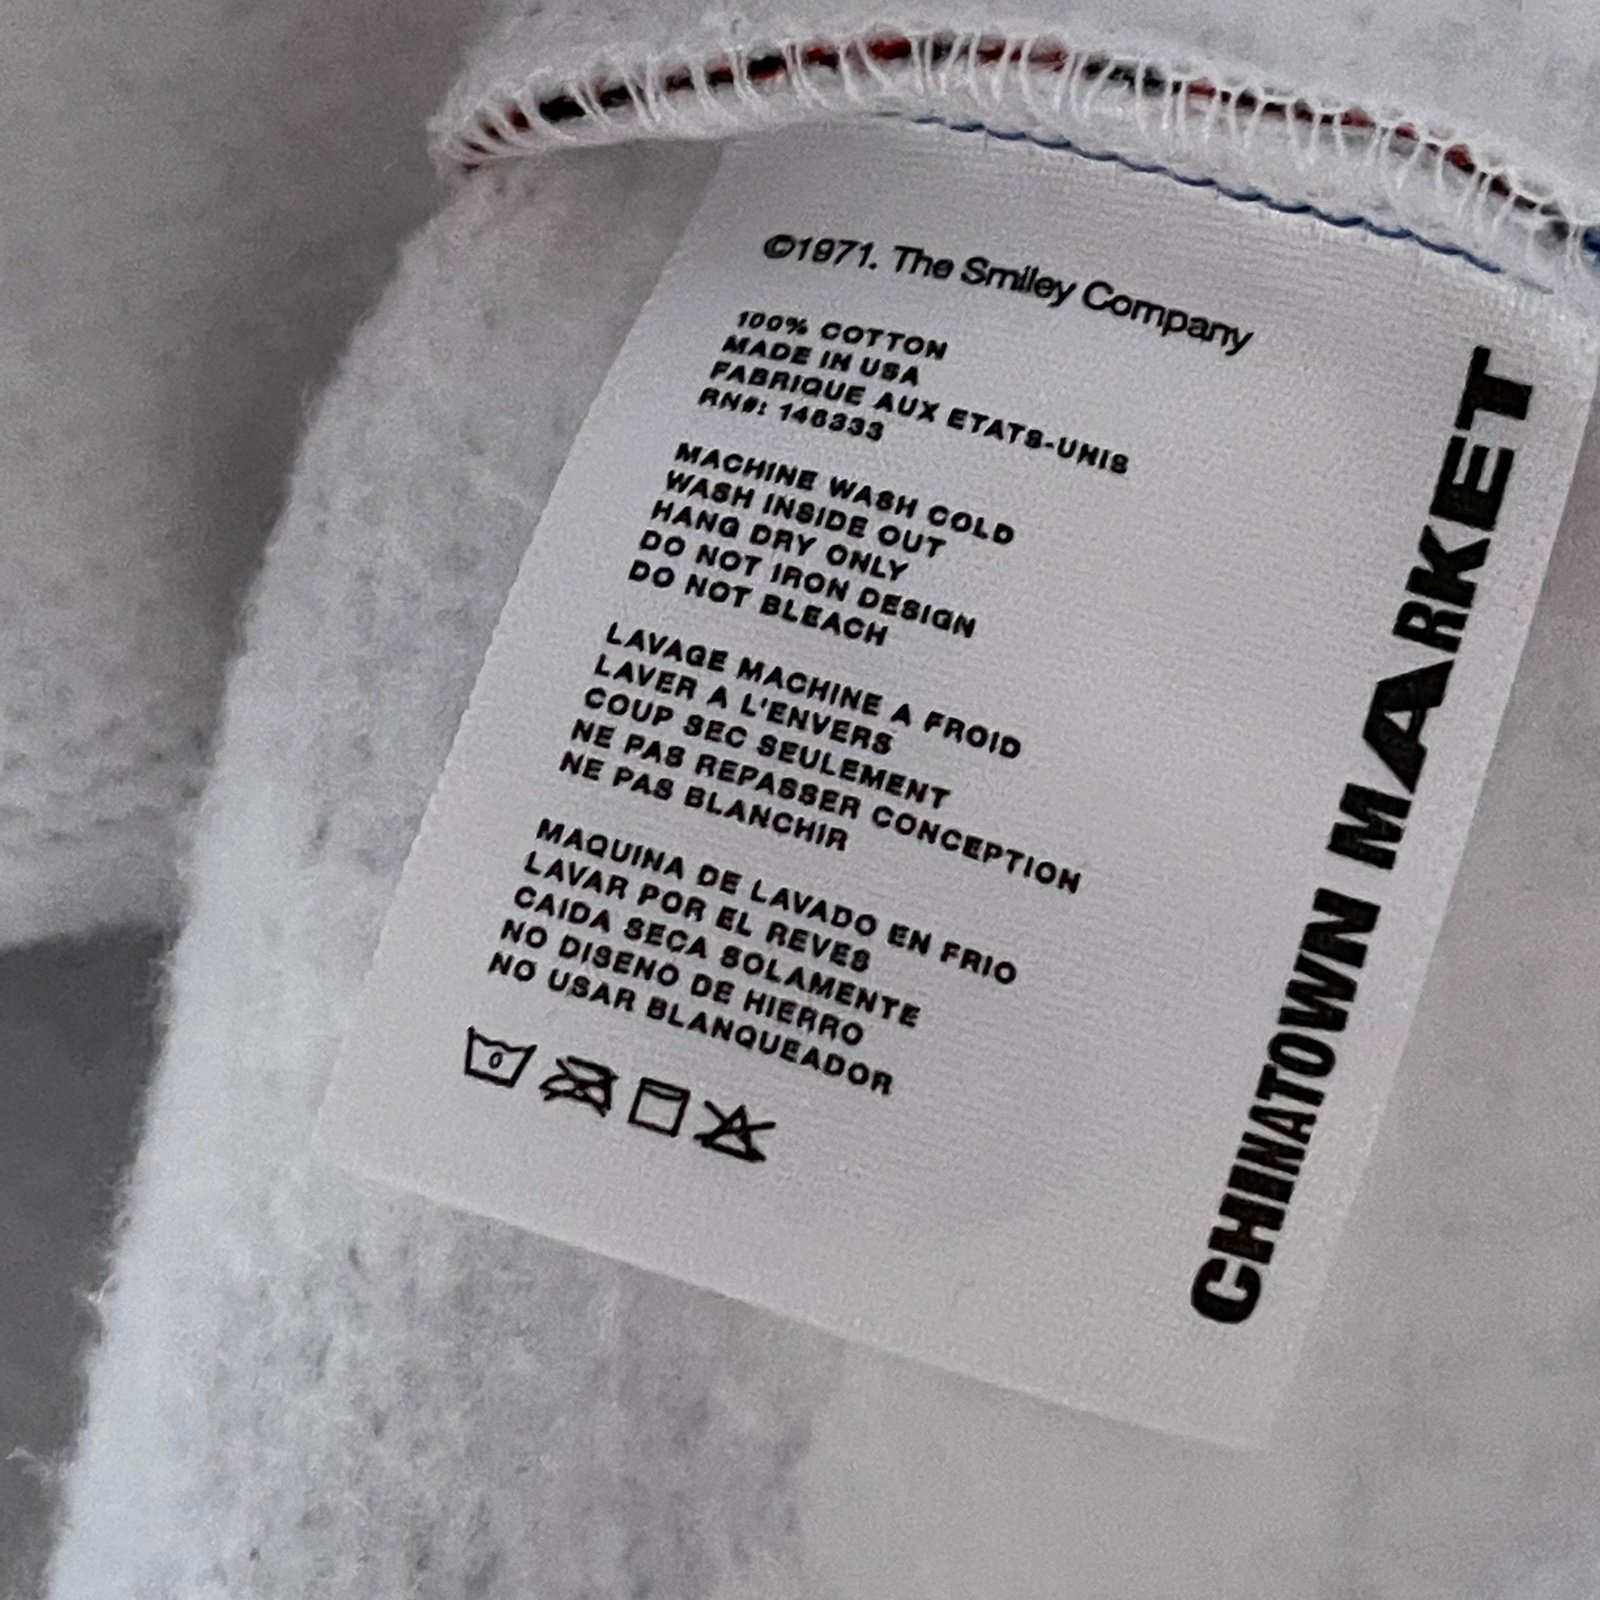 ©1971. The Smiley Company
100% COTTON
MADE IN USA
FABRIQUE AUX ETATS-UNIS
RN#: 146333
MACHINE WASH COLD
WASH INSIDE OUT
HANG DRY ONLY
DO NOT IRON DESIGN
DO NOT BLEACH
LAVAGE MACHINE A FROID
LAVER A L'ENVERS
COUP SEC SEULEMENT
NE PAS REPASSER CONCEPTION
NE PAS BLANCHIR
MAQUINA DE LAVADO EN FRIO
LAVAR POR EL REVES
CAIDA SECA SOLAMENTE
NO DISENO DE HIERRO
NO USAR BLANQUEADOR
0
CHINATOWN MARKET